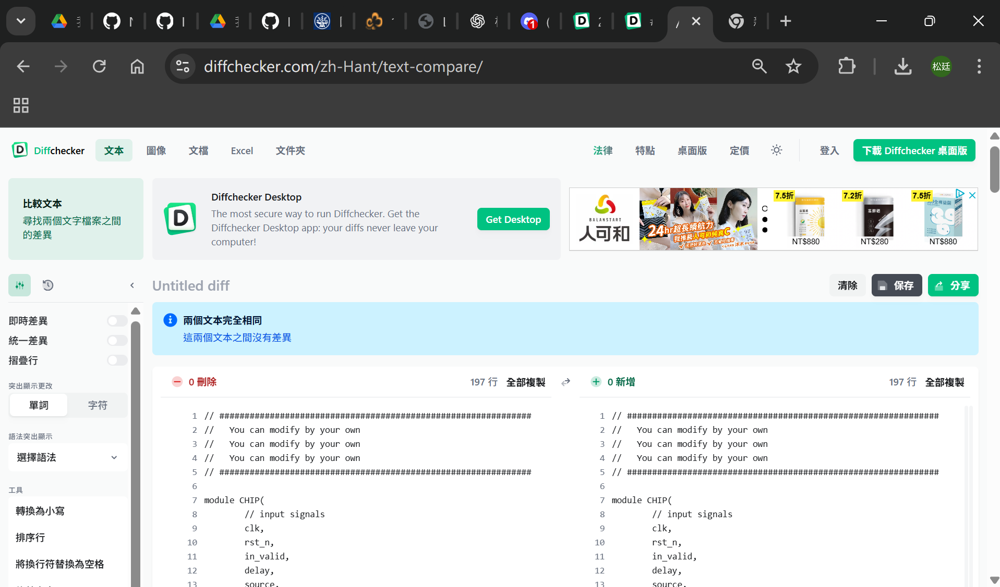 diffchecker.com/zh-Hant/text-compare/
松廷
Diffchecker
文本
圖像
文檔
Excel
文件夾
法律
特點
桌面版
定價
登入
下載 Diffchecker 桌面版
比較文本
尋找兩個文字檔案之間
的差異
Diffchecker Desktop
The most secure way to run Diffchecker. Get the
Diffchecker Desktop app: your diffs never leave your
computer!
Get Desktop
BALANSTART
人可和
24hr超長續航力
我推薦人可和純真C
7.5折
NT$880
7.2折
NT$280
7.5折
NT$880
Untitled diff
清除
保存
分享
兩個文本完全相同
這兩個文本之間沒有差異
即時差異
統一差異
摺疊行
突出顯示更改
單詞
字符
語法突出顯示
選擇語法
工具
轉換為小寫
排序行
將換行符替換為空格
0 刪除
197 行
全部複製
1 // ##############################################################
2 //   You can modify by your own
3 //   You can modify by your own
4 //   You can modify by your own
5 // ##############################################################
6
7 module CHIP(
8         // input signals
9         clk,
10         rst_n,
11         in_valid,
12         delay,
13         source,
0 新增
197 行
全部複製
1 // ##############################################################
2 //   You can modify by your own
3 //   You can modify by your own
4 //   You can modify by your own
5 // ##############################################################
6
7 module CHIP(
8         // input signals
9         clk,
10         rst_n,
11         in_valid,
12         delay,
13         source,